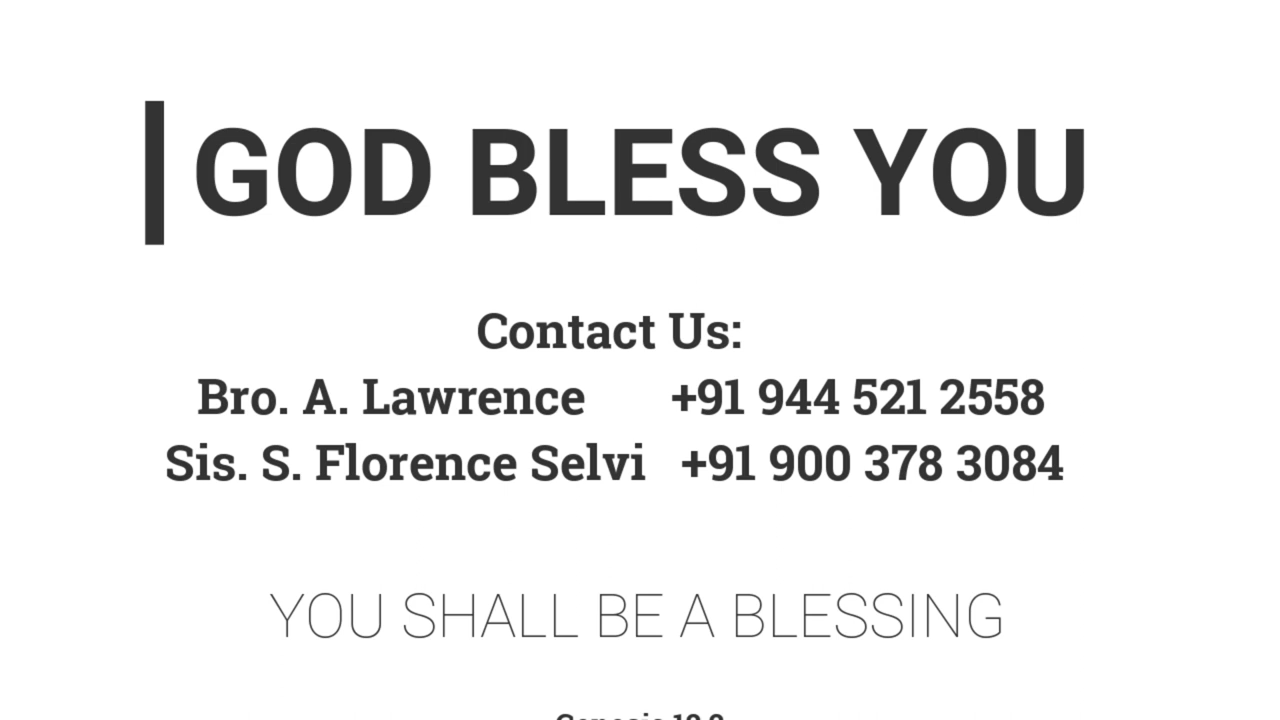 GOD BLESS YOU
Contact Us:
Bro. A. Lawrence +91 944 521 2558
Sis. S. Florence Selvi +91 900 378 3084
YOU SHALL BE A BLESSING
Genesis